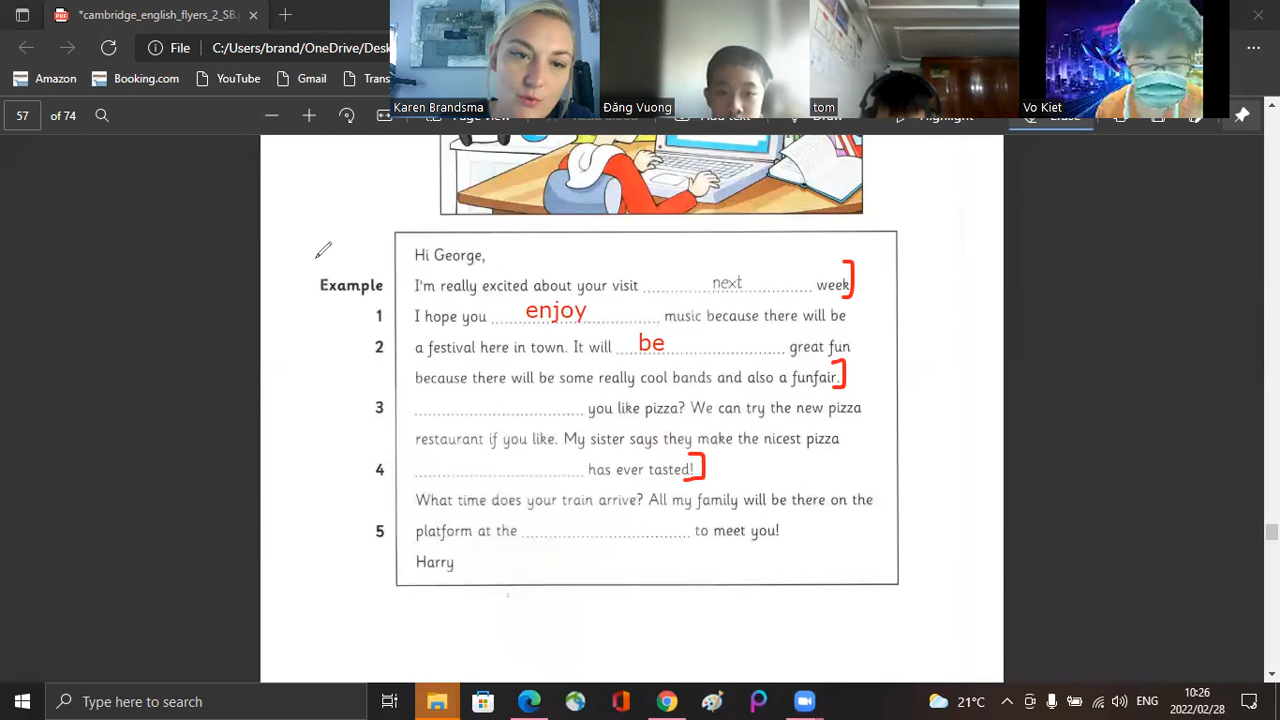 *cambridge_english_flyers_2_SB.p
File C:/Users/brand/OneDrive/Desk
Amazon Booking.com YouTube Gmail Trans
Karen Brandsma Đăng Vuong tom Vo Kiet
57 of 74
Hi George,
Example I'm really excited about your visit next week
1 I hope you enjoy music because there will be
2 a festival here in town. It will be great fun
because there will be some really cool bands and also a funfair.
3 you like pizza? We can try the new pizza
restaurant if you like. My sister says they make the nicest pizza
4 has ever tasted!
What time does your train arrive? All my family will be there on the
5 platform at the to meet you!
Harry
Type here to search
21°C ENG 10:26
2022/02/28